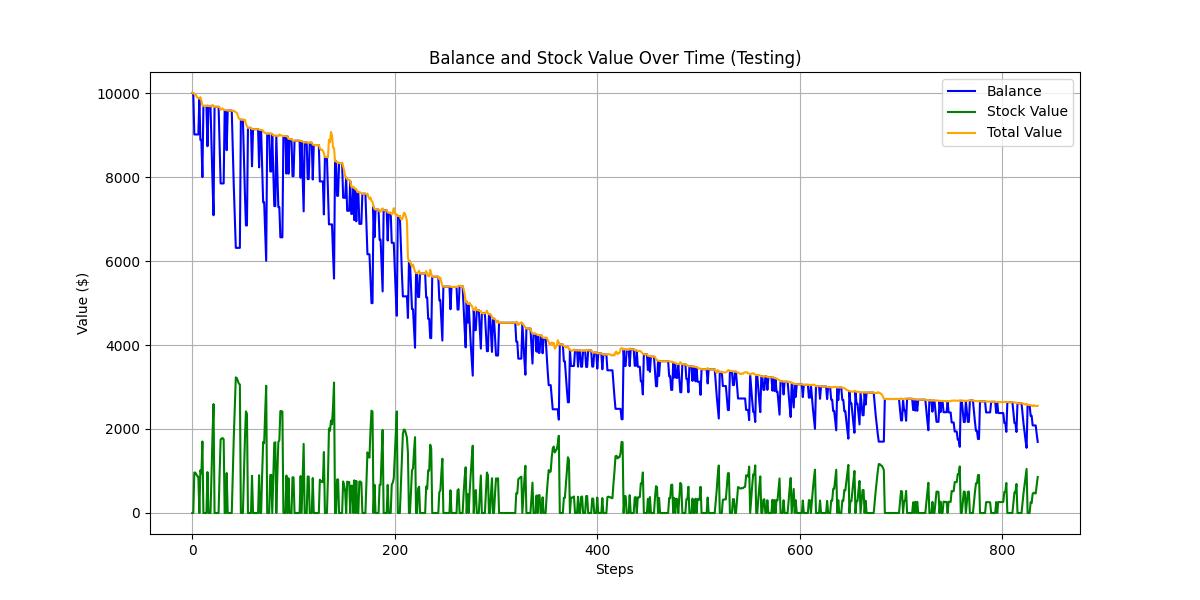 Balance and Stock Value Over Time (Testing)
Balance
Stock Value
Total Value
10000
8000
6000
4000
2000
0
Value ($)
0 200 400 600 800
Steps